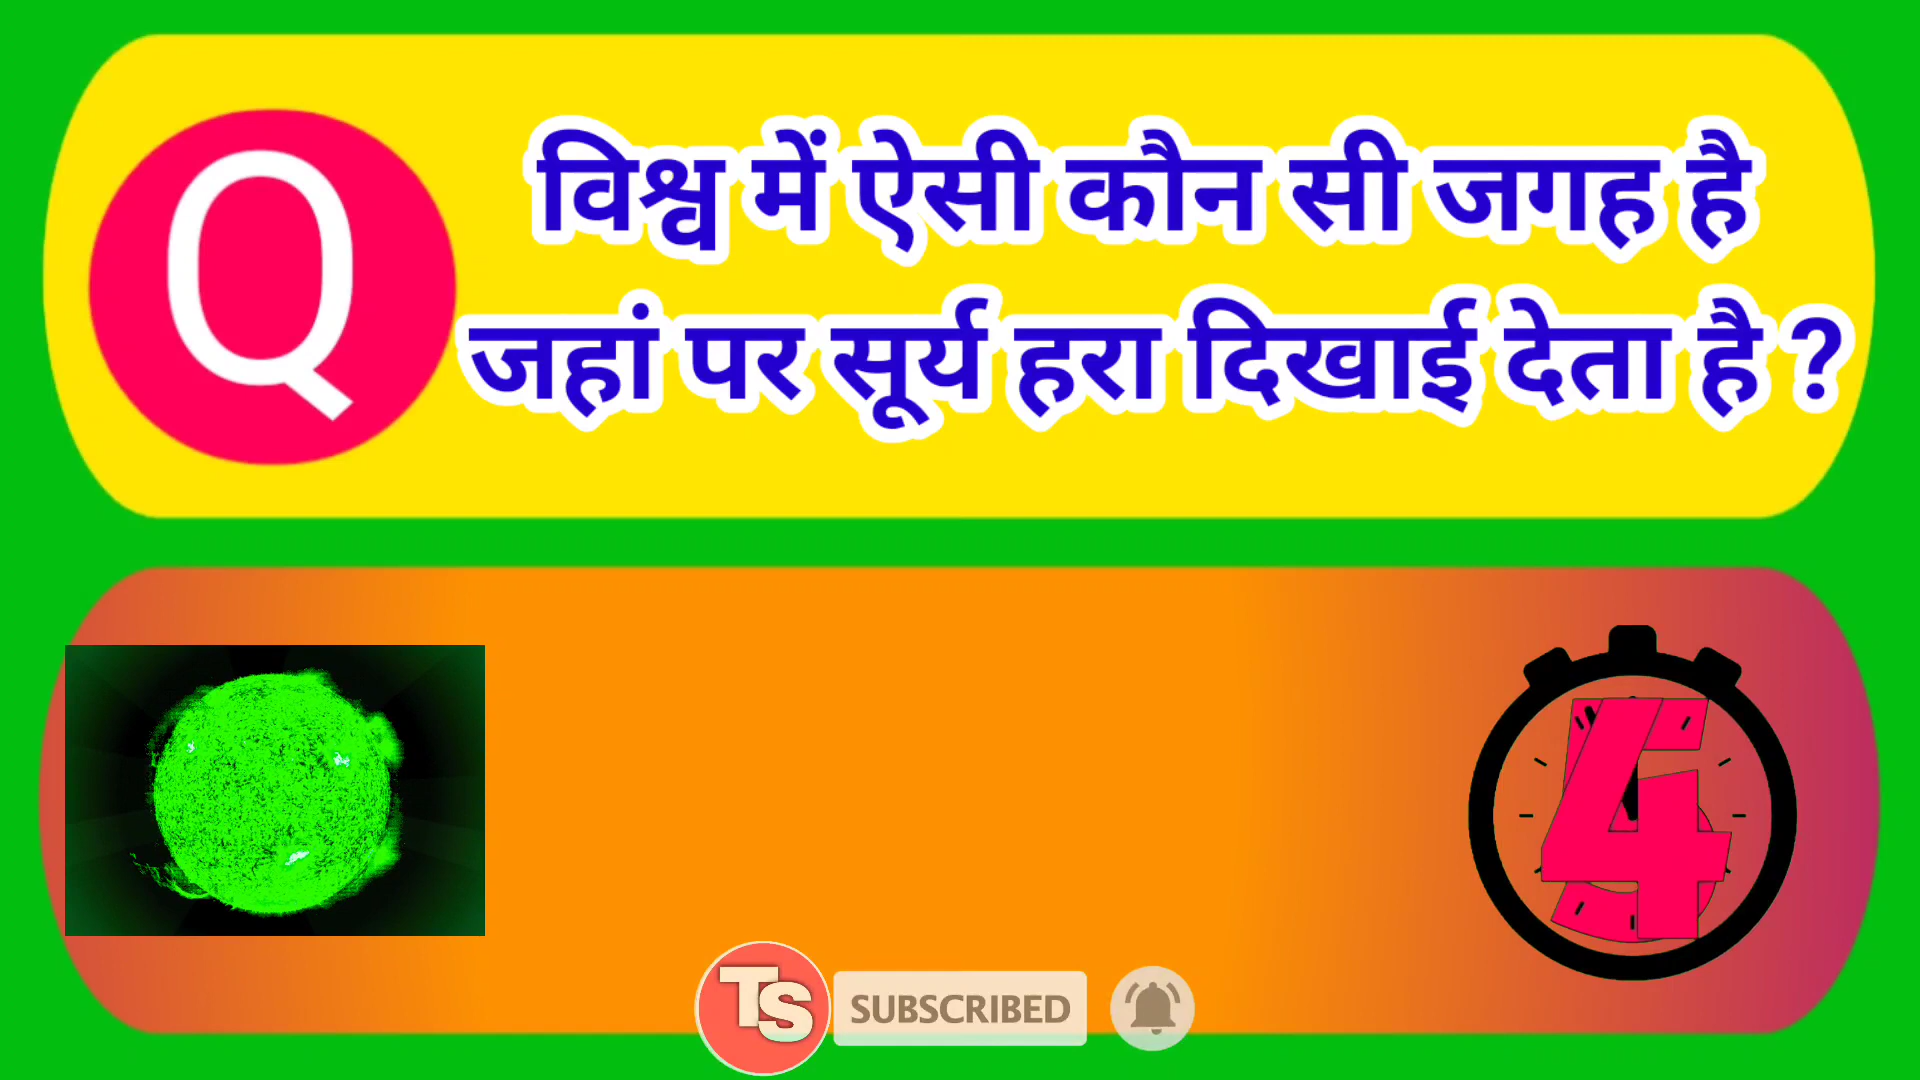 Q
विश्व में ऐसी कौन सी जगह है
जहां पर सूर्य हरा दिखाई देता है ?
4
TS
SUBSCRIBED